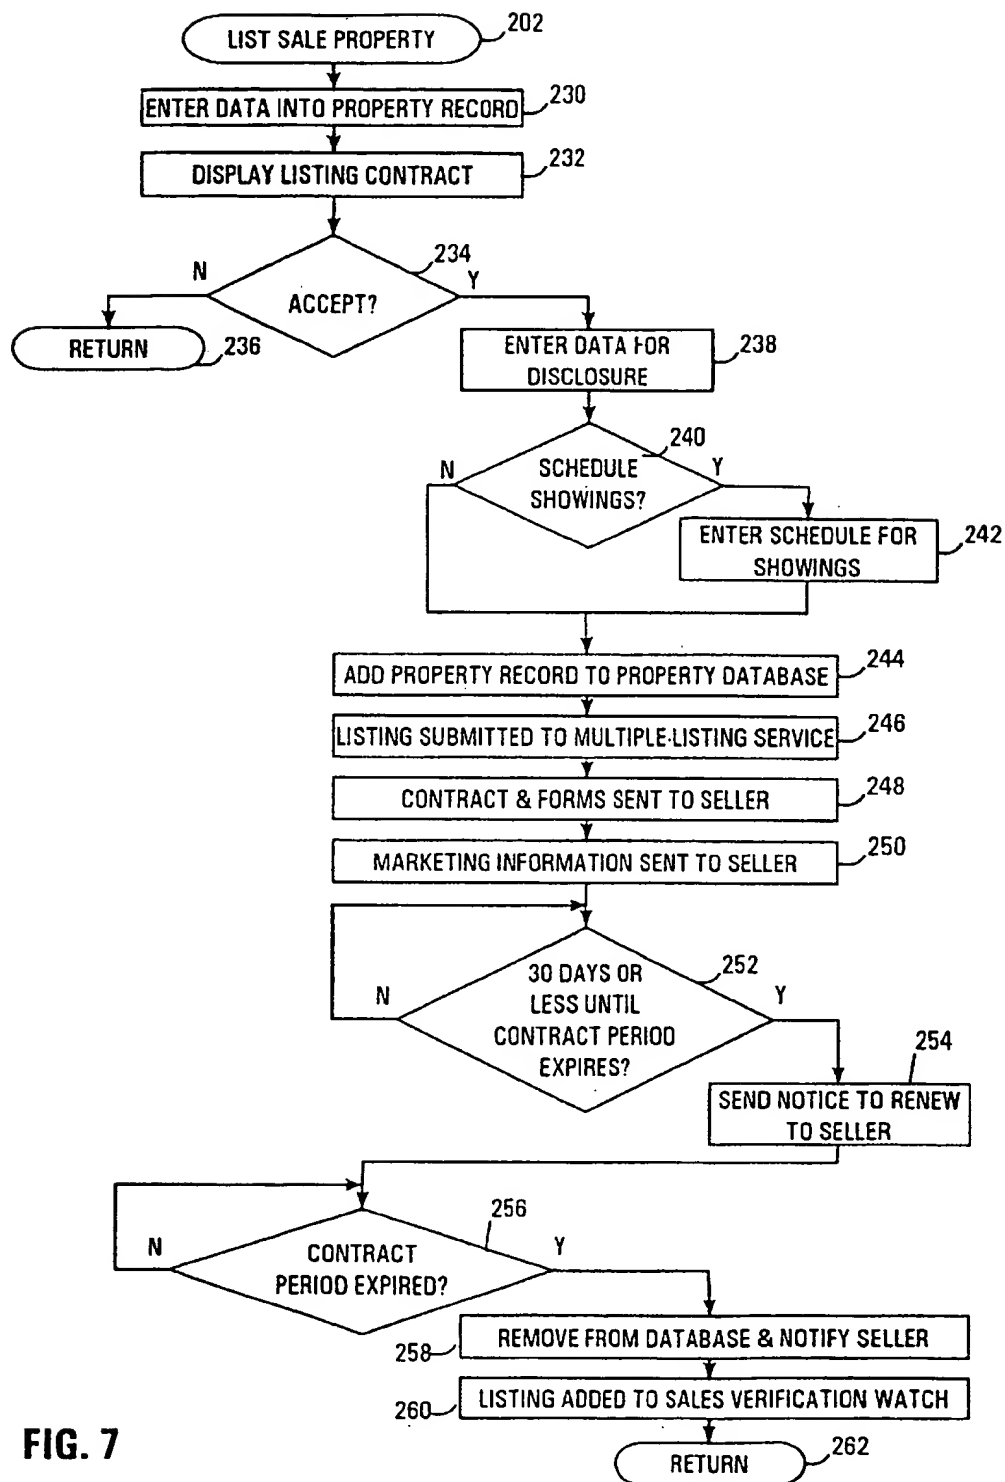 LIST SALE PROPERTY
202
ENTER DATA INTO PROPERTY RECORD
230
DISPLAY LISTING CONTRACT
232
234
N
Y
ACCEPT?
RETURN
236
ENTER DATA FOR
DISCLOSURE
238
240
N
Y
SCHEDULE
SHOWINGS?
ENTER SCHEDULE FOR
SHOWINGS
242
ADD PROPERTY RECORD TO PROPERTY DATABASE
244
LISTING SUBMITTED TO MULTIPLE-LISTING SERVICE
246
CONTRACT & FORMS SENT TO SELLER
248
MARKETING INFORMATION SENT TO SELLER
250
252
N
Y
30 DAYS OR
LESS UNTIL
CONTRACT PERIOD
EXPIRES?
254
SEND NOTICE TO RENEW
TO SELLER
256
N
Y
CONTRACT
PERIOD EXPIRED?
REMOVE FROM DATABASE & NOTIFY SELLER
258
LISTING ADDED TO SALES VERIFICATION WATCH
260
RETURN
262
FIG. 7